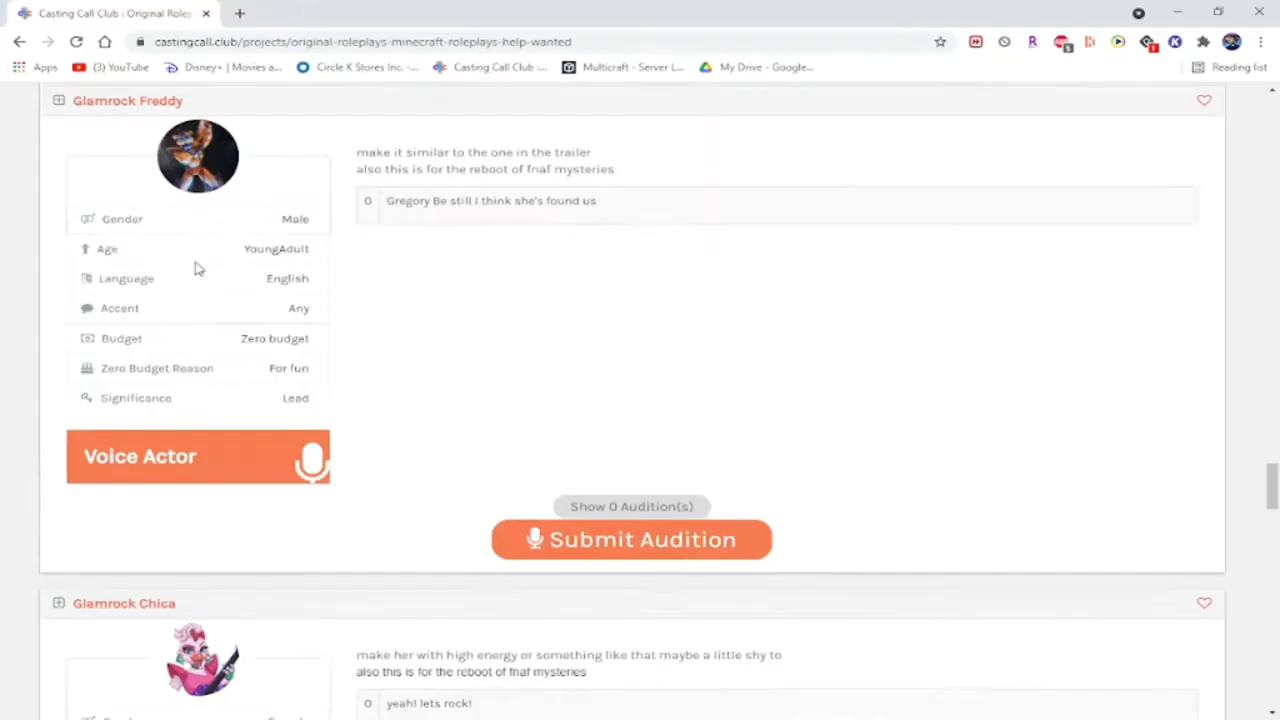 Casting Call Club : Original Role
castingcall.club/projects/original-roleplays-minecraft-roleplays-help-wanted
Apps
(3) YouTube
Disney+ | Movies a...
Circle K Stores Inc. -...
Casting Call Club :...
Multicraft - Server L...
My Drive - Google...
Reading list
Glamrock Freddy
make it similar to the one in the trailer
also this is for the reboot of fnaf mysteries
0 Gregory Be still I think she's found us
Gender Male
Age YoungAdult
Language English
Accent Any
Budget Zero budget
Zero Budget Reason For fun
Significance Lead
Voice Actor
Show 0 Audition(s)
Submit Audition
Glamrock Chica
make her with high energy or something like that maybe a little shy to
also this is for the reboot of fnaf mysteries
0 yeah! lets rock!